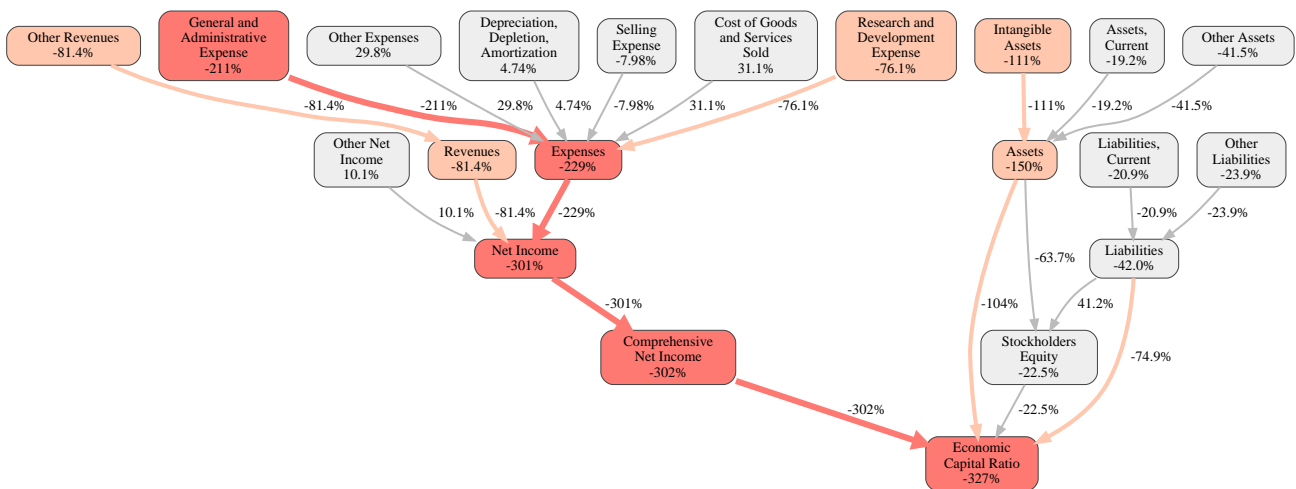 Other Revenues
-81.4%
General and
Administrative
Expense
-211%
Other Expenses
29.8%
Depreciation,
Depletion,
Amortization
4.74%
Selling
Expense
-7.98%
Cost of Goods
and Services
Sold
31.1%
Research and
Development
Expense
-76.1%
Intangible
Assets
-111%
Assets,
Current
-19.2%
Other Assets
-41.5%
-81.4%
-211%
29.8%
4.74%
-7.98%
31.1%
-76.1%
-111%
-19.2%
-41.5%
Other Net
Income
10.1%
Revenues
-81.4%
Expenses
-229%
Assets
-150%
Liabilities,
Current
-20.9%
Other
Liabilities
-23.9%
10.1%
-81.4%
-229%
-20.9%
-23.9%
Net Income
-301%
-63.7%
Liabilities
-42.0%
-301%
-104%
41.2%
Comprehensive
Net Income
-302%
Stockholders
Equity
-22.5%
-74.9%
-302%
-22.5%
Economic
Capital Ratio
-327%